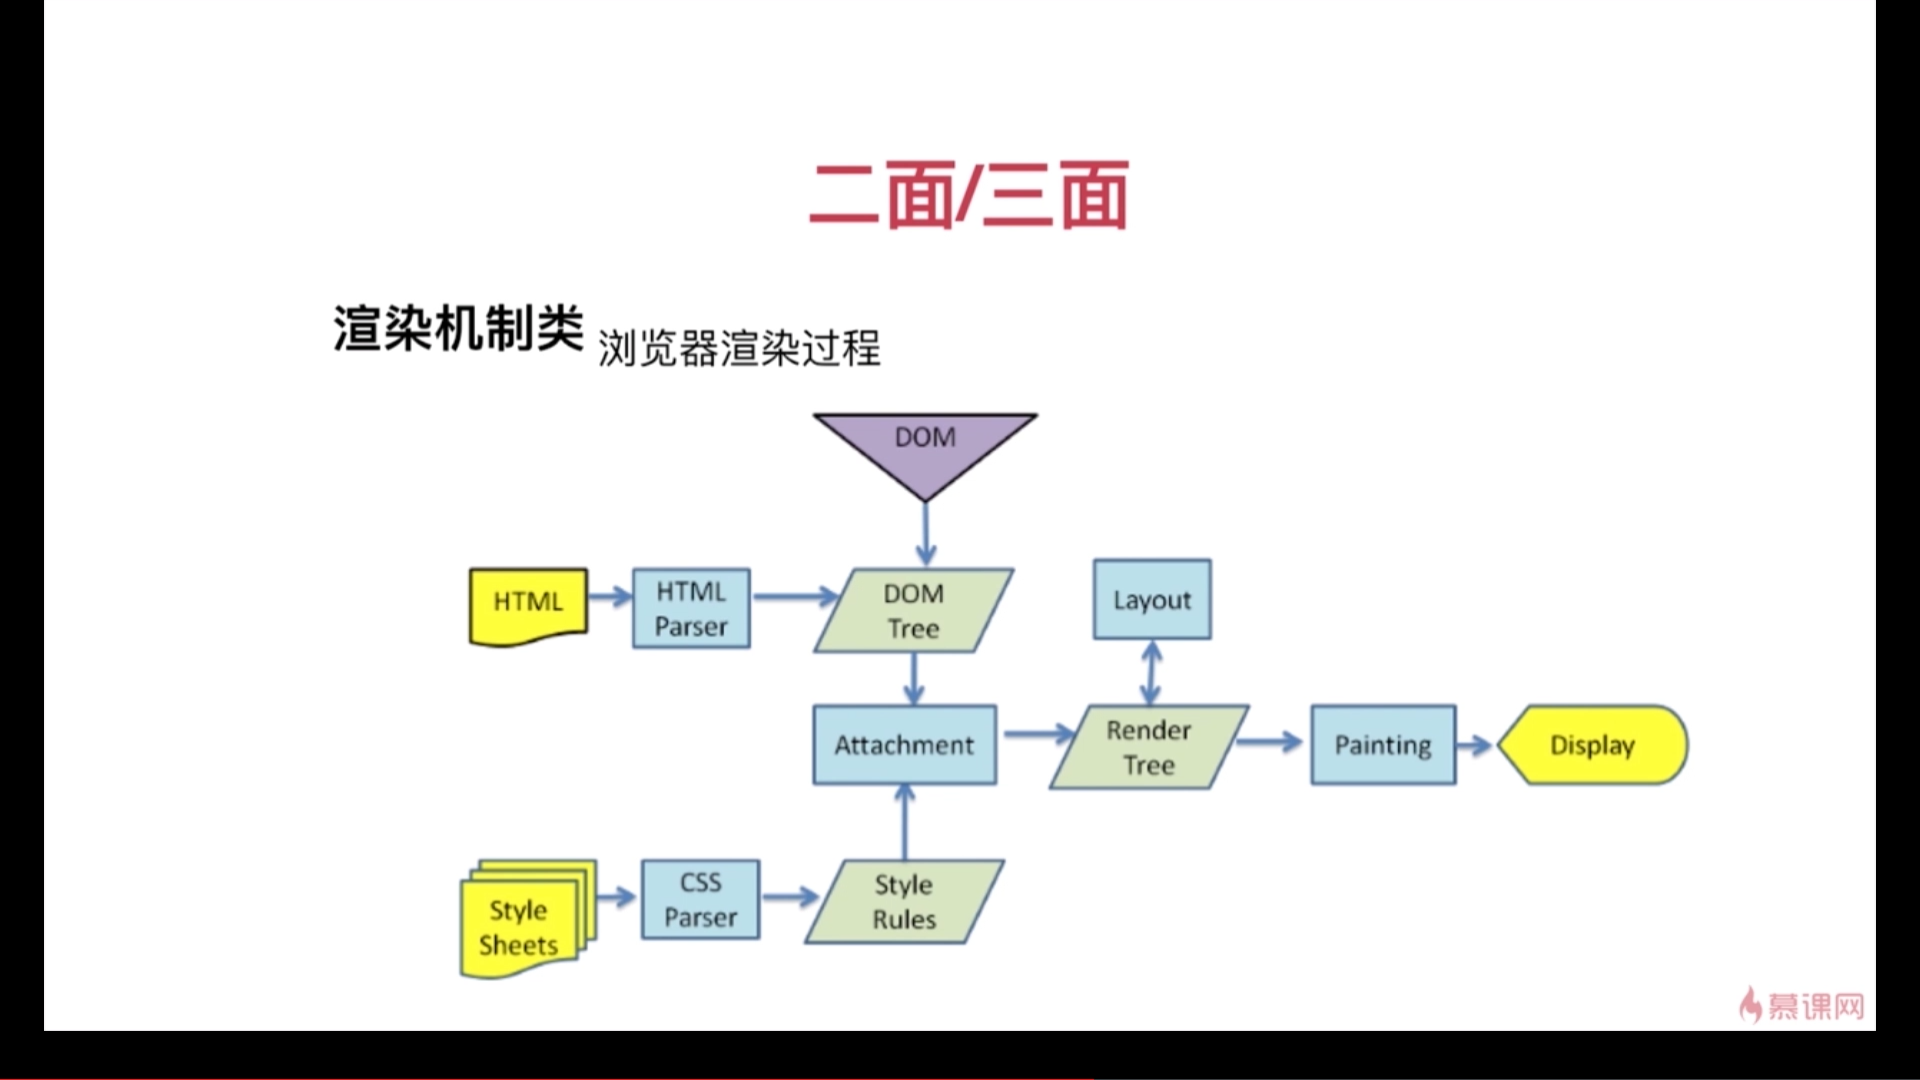 二面/三面
渲染机制类 浏览器渲染过程
DOM
HTML
HTML
Parser
DOM
Tree
Layout
Attachment
Render
Tree
Painting
Display
Style
Sheets
CSS
Parser
Style
Rules
慕课网